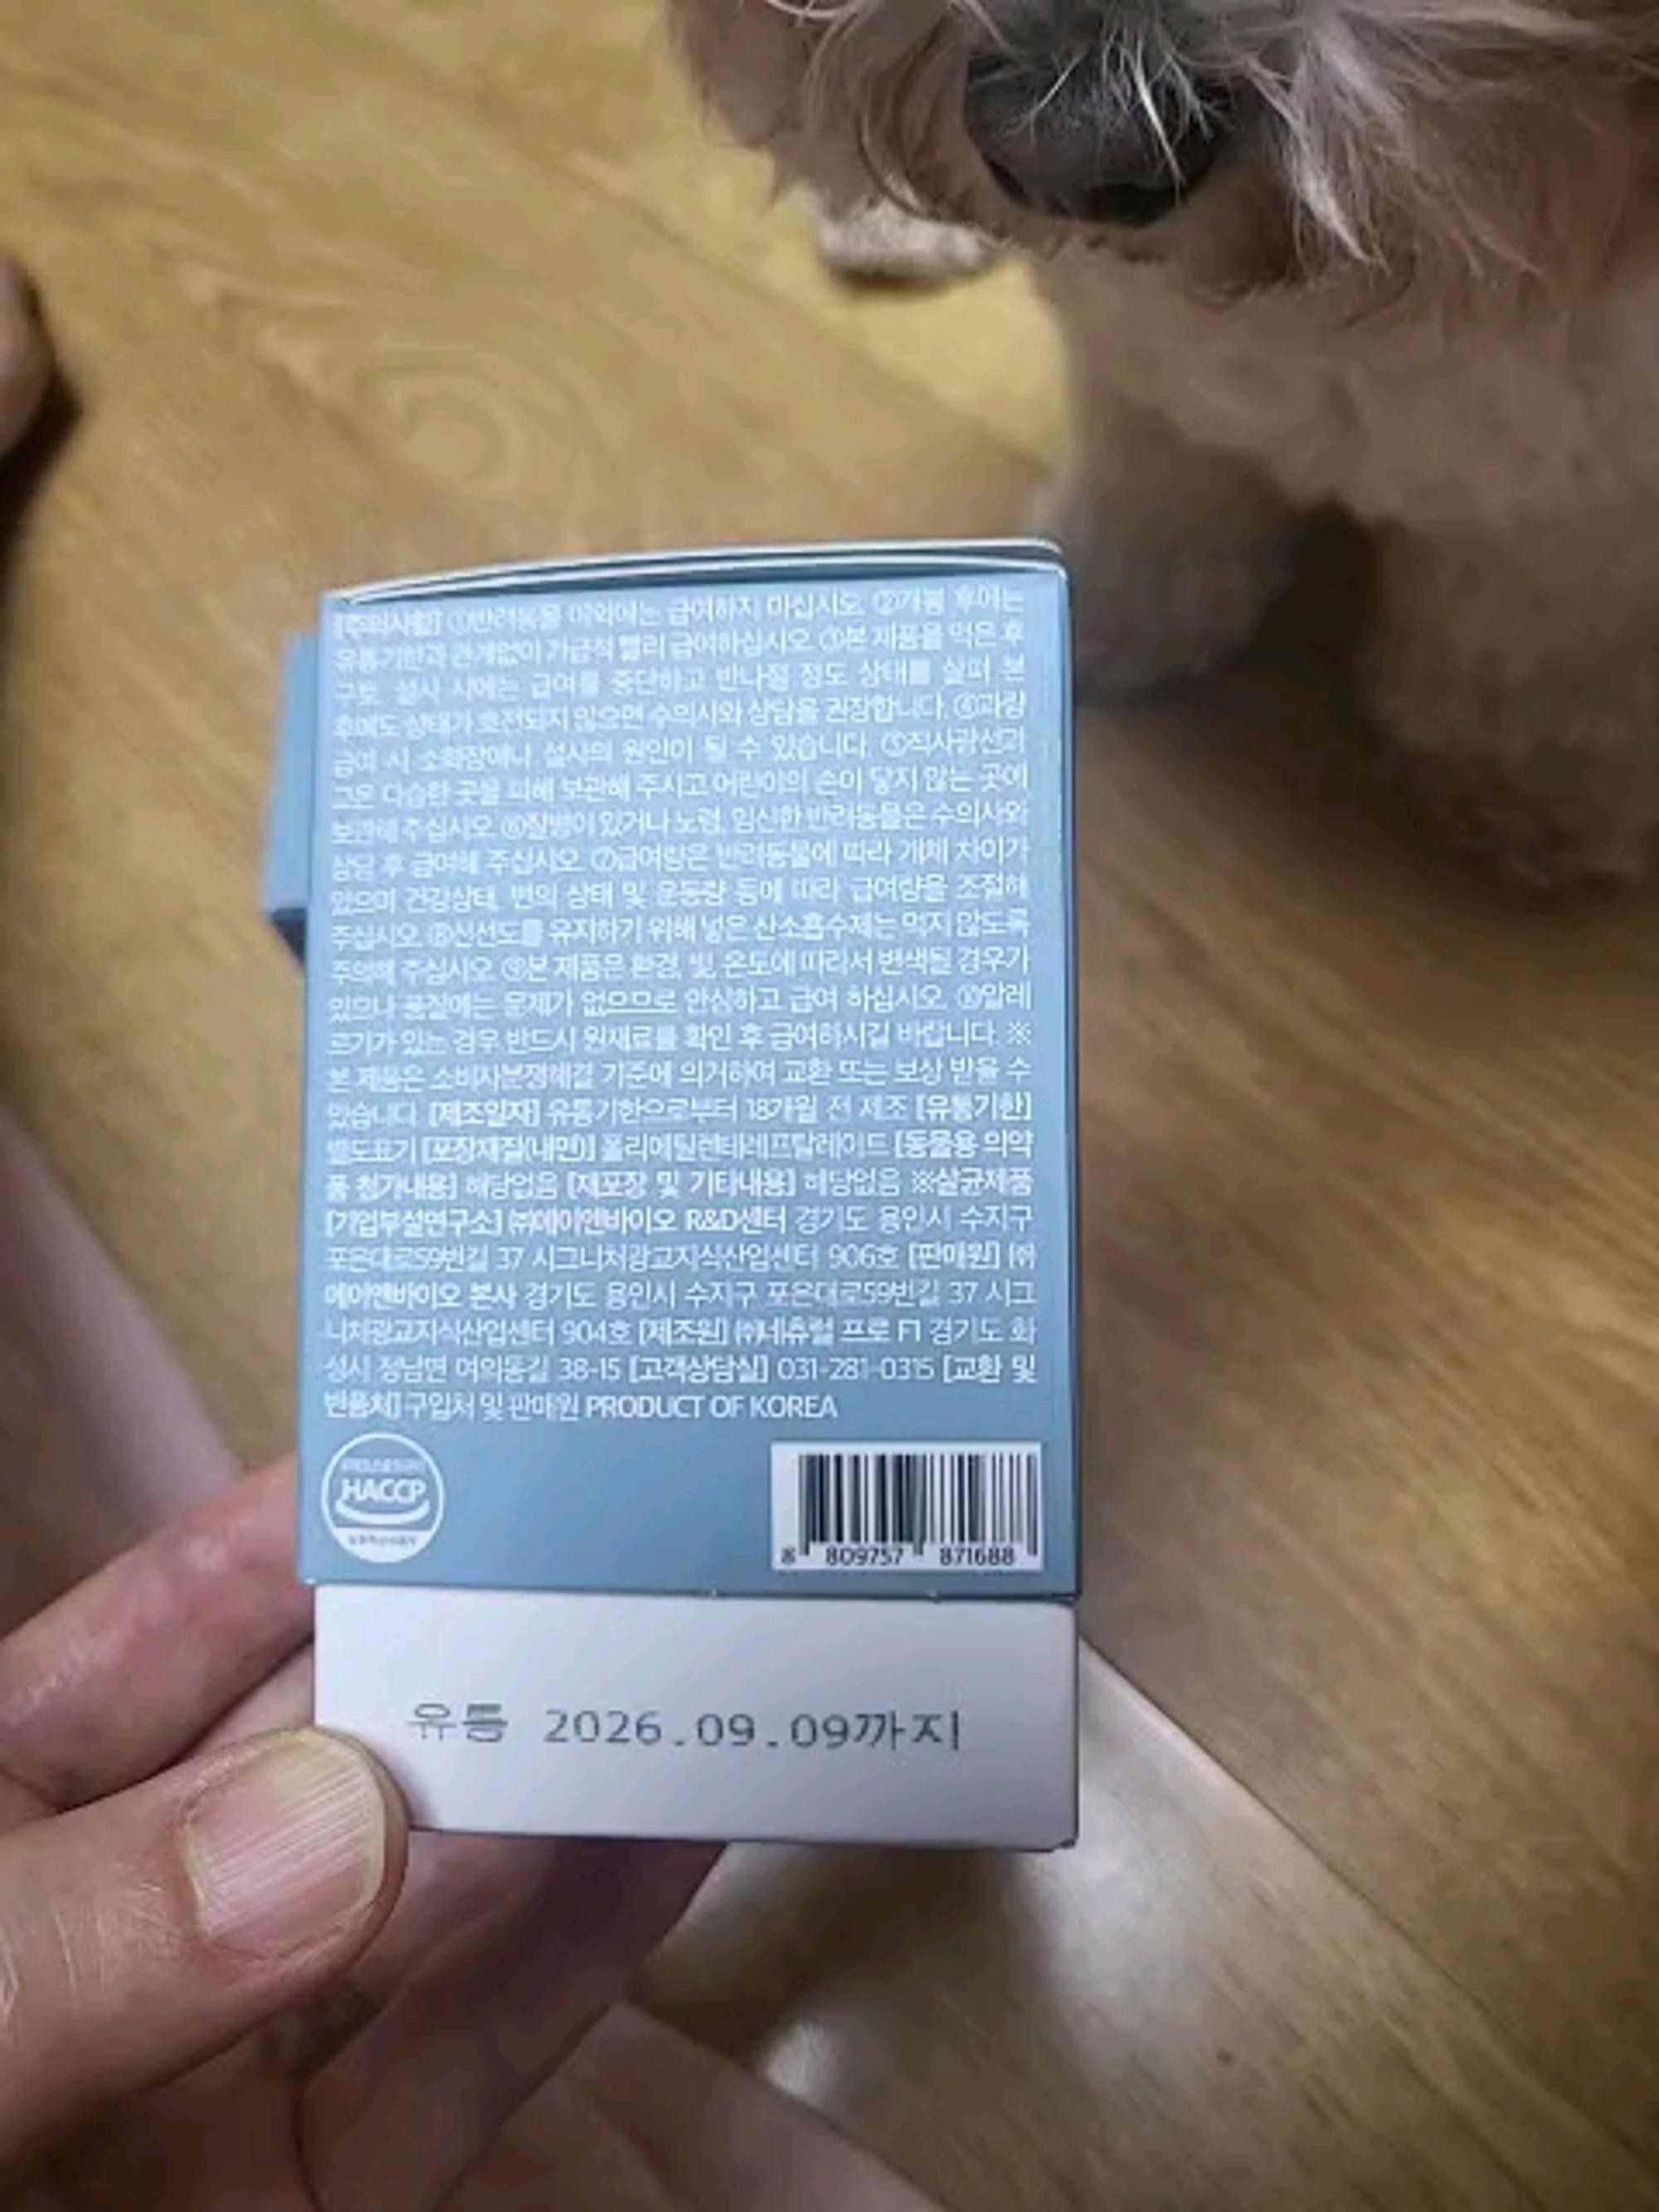 [주의사항] ①반려동물 이외에는 급여하지 마십시오. ②개봉 후에는
유통기한과 관계없이 가급적 빨리 급여하십시오. ③본 제품을 먹은 후
구토, 설사 시에는 급여를 중단하고 반나절 정도 상태를 살펴 본
후에도 상태가 호전되지 않으면 수의사와 상담을 권장합니다. ④과량
급여 시 소화장애나 설사의 원인이 될 수 있습니다. ⑤직사광선과
고온 다습한 곳을 피해 보관해 주시고 어린이의 손이 닿지 않는 곳에
보관해 주십시오. ⑥질병이 있거나 노령, 임신한 반려동물은 수의사와
상담 후 급여해 주십시오. ⑦급여량은 반려동물에 따라 개체 차이가
있으며 건강상태, 변의 상태 및 운동량 등에 따라 급여량을 조절해
주십시오. ⑧신선도를 유지하기 위해 넣은 산소흡수제는 먹지 않도록
주의해 주십시오. ⑨본 제품은 환경, 빛, 온도에 따라서 변색될 경우가
있으나 품질에는 문제가 없으므로 안심하고 급여 하십시오. ⑩알레
르기가 있는 경우 반드시 원재료를 확인 후 급여하시길 바랍니다. ※
본 제품은 소비자분쟁해결 기준에 의거하여 교환 또는 보상 받을 수
있습니다. [제조일자] 유통기한으로부터 18개월 전 제조 [유통기한]
별도표기 [포장재질(내면)] 폴리에틸렌테레프탈레이트 [동물용 의약
품 첨가내용] 해당없음 [재포장 및 기타내용] 해당없음 ※살균제품
[기업부설연구소] ㈜에이앤바이오 R&D센터 경기도 용인시 수지구
포은대로59번길 37 시그니처광교지식산업센터 906호 [판매원] ㈜
에이앤바이오 본사 경기도 용인시 수지구 포은대로59번길 37 시그
니처광교지식산업센터 904호 [제조원] ㈜네츄럴 프로 F1 경기도 화
성시 정남면 여의동길 38-15 [고객상담실] 031-281-0315 [교환 및
반품처] 구입처 및 판매원 PRODUCT OF KOREA
HACCP
8 809757 871688
유통 2026.09.09까지